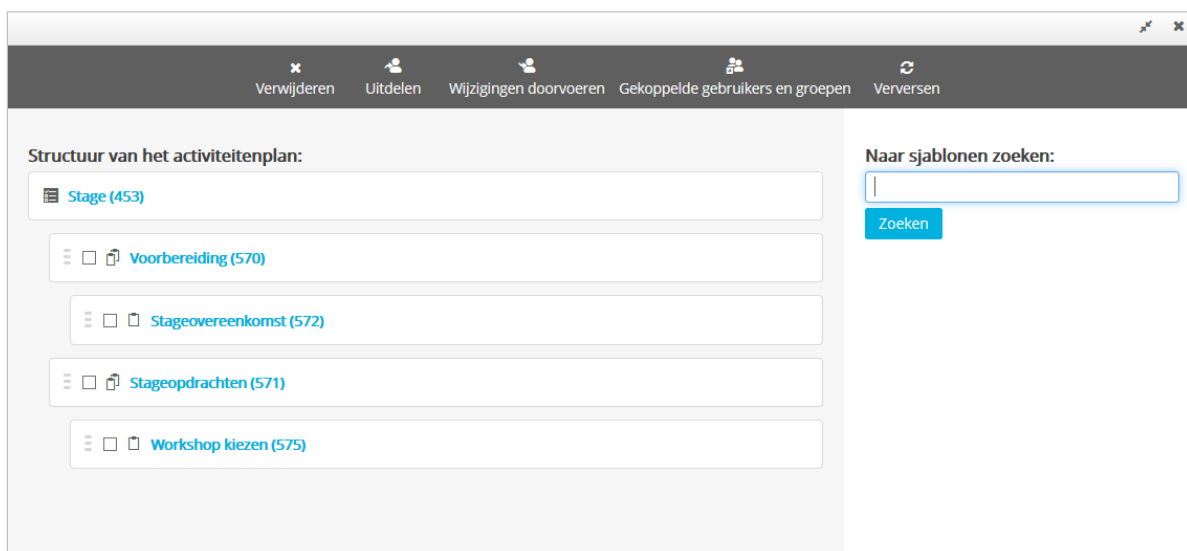 Verwijderen
Uitdelen
Wijzigingen doorvoeren
Gekoppelde gebruikers en groepen
Verversen
Structuur van het activiteitenplan:
Stage (453)
Voorbereiding (570)
Stageovereenkomst (572)
Stageopdrachten (571)
Workshop kiezen (575)
Naar sjablonen zoeken:
Zoeken